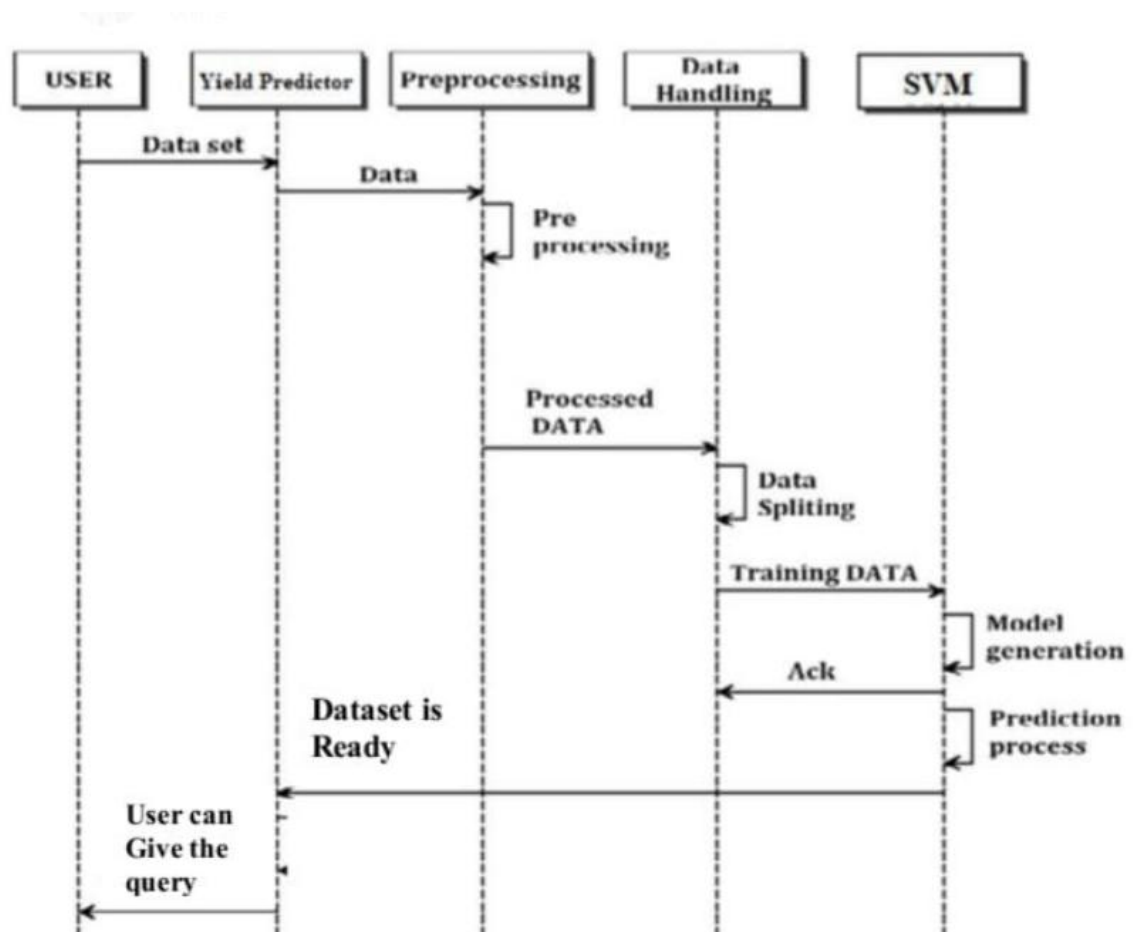 USER
Yield Predictor
Preprocessing
Data
Handling
SVM
Data set
Data
Pre
processing
Processed
DATA
Data
Spliting
Training DATA
Model
generation
Ack
Dataset is
Ready
Prediction
process
User can
Give the
query